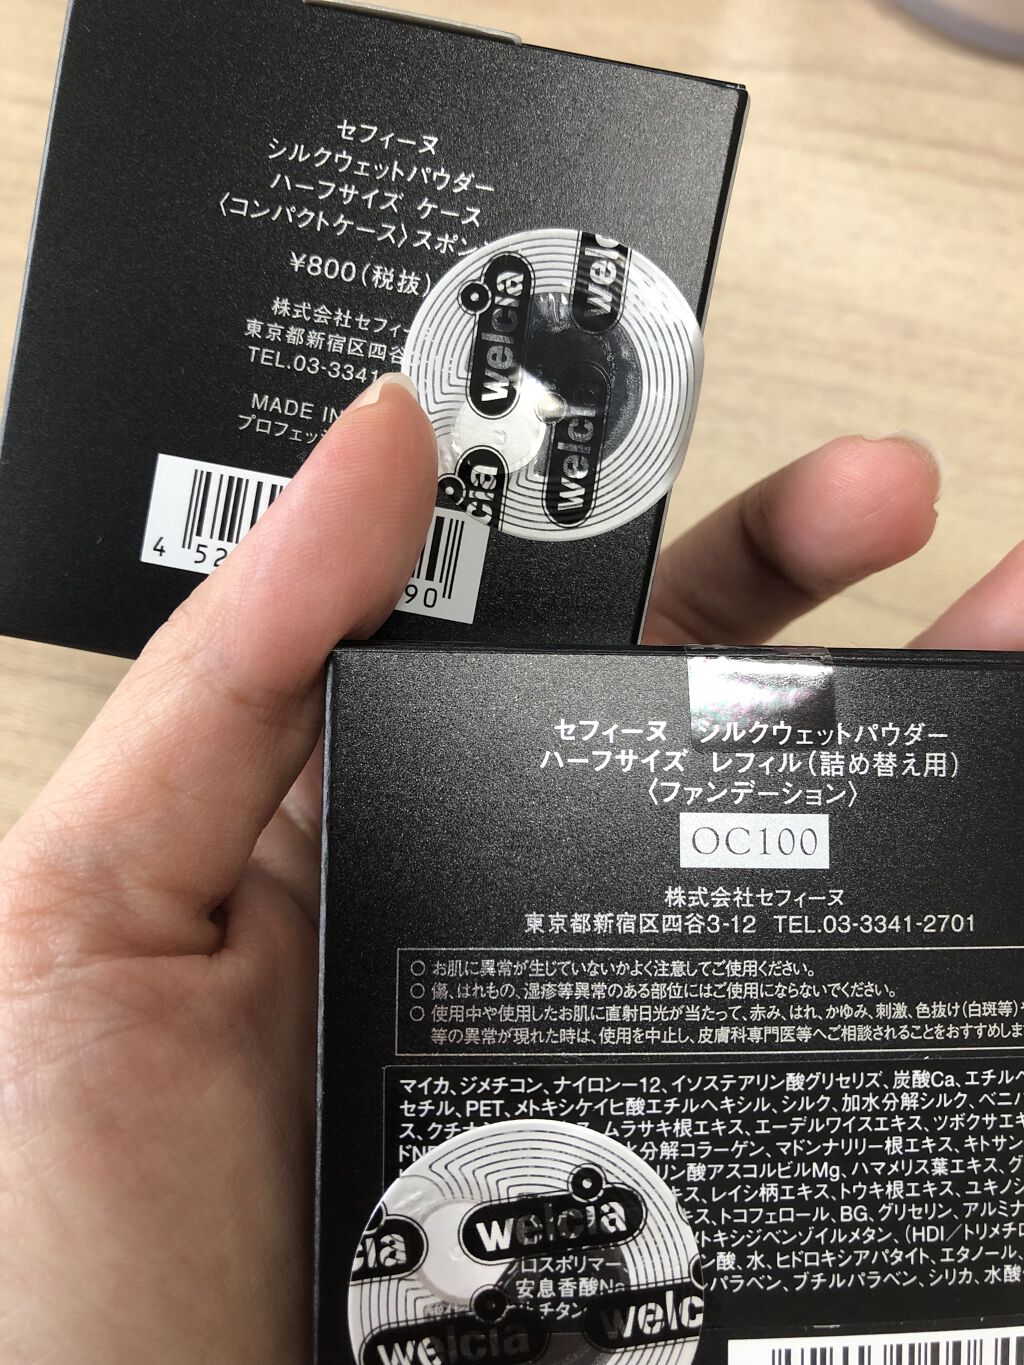 セフィーヌ
シルクウェットパウダー
ハーフサイズ ケース
〈コンパクトケース〉スポン
¥800(税抜)
株式会社セフィー
東京都新宿区四谷
TEL.03-3341
MADE IN
プロフェッシ
4 52 90
welcia
welc
welcia
cia
セフィーヌ シルクウェットパウダー
ハーフサイズ レフィル(詰め替え用)
〈ファンデーション〉
OC100
株式会社セフィーヌ
東京都新宿区四谷3-12 TEL.03-3341-2701
○ お肌に異常が生じていないかよく注意してご使用ください。
○ 傷、はれもの、湿疹等異常のある部位にはご使用にならないでください。
○ 使用中や使用したお肌に直射日光が当たって、赤み、はれ、かゆみ、刺激、色抜け(白斑等)
等の異常が現れた時は、使用を中止し、皮膚科専門医等へご相談されることをおすすめしま
マイカ、ジメチコン、ナイロン-12、イソステアリン酸グリセリズ、炭酸Ca、エチルヘ
セチル、PET、メトキシケイヒ酸エチルヘキシル、シルク、加水分解シルク、ベニバ
ス、クチナ ムラサキ根エキス、エーデルワイスエキス、ツボクサエキ
分解コラーゲン、マドンナリリー根エキス、キトサン
リン酸アスコルビルMg、ハマメリス葉エキス、グ
キス、レイシ柄エキス、トウキ根エキス、ユキノシ
ス、トコフェロール、BG、グリセリン、アルミナ
トキシジベンゾイルメタン、(HDI/トリメチロ
ン酸、水、ヒドロキシアパタイト、エタノール、
ロスポリマー パラベン、ブチルパラベン、シリカ、水酸
安息香酸Na
チタン
welcia
cia
welcia
welc